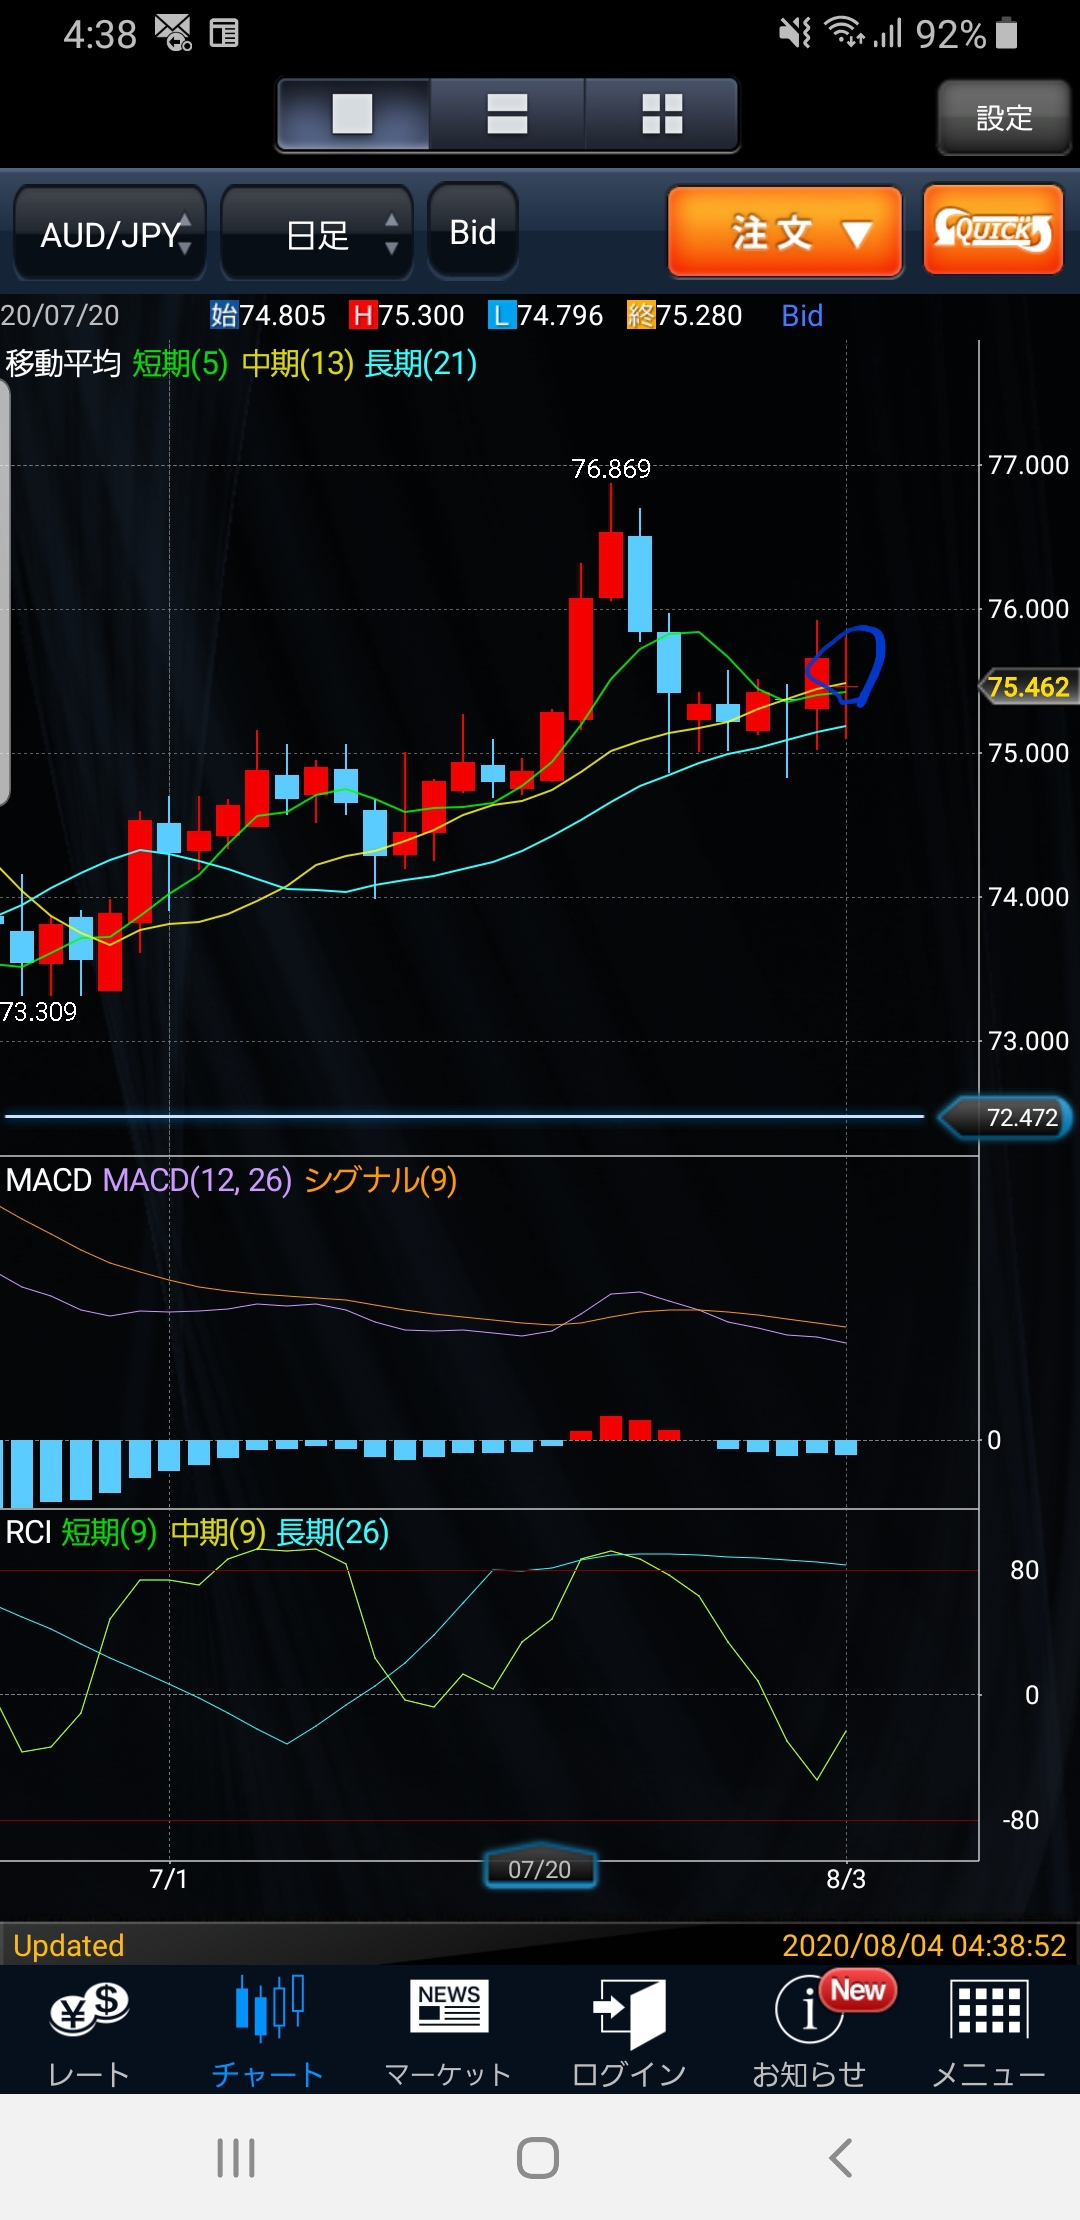 4:38 92%
設定
AUD/JPY 日足 Bid 注文 ▼ QUICK
20/07/20 始74.805 H75.300 L74.796 終75.280 Bid
移動平均 短期(5) 中期(13) 長期(21)
76.869
77.000
76.000
75.462
75.000
74.000
73.309
73.000
72.472
MACD MACD(12, 26) シグナル(9)
0
RCI 短期(9) 中期(9) 長期(26)
80
0
-80
7/1 07/20 8/3
Updated 2020/08/04 04:38:52
¥$ NEWS i New
レート チャート マーケット ログイン お知らせ メニュー